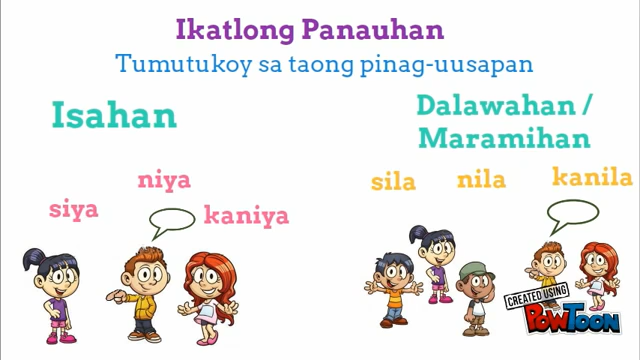 Ikatlong Panauhan
Tumutukoy sa taong pinag-uusapan
Isahan
Dalawahan /
Maramihan
niya
siya
kaniya
sila
nila
kanila
CREATED USING
POWTOON